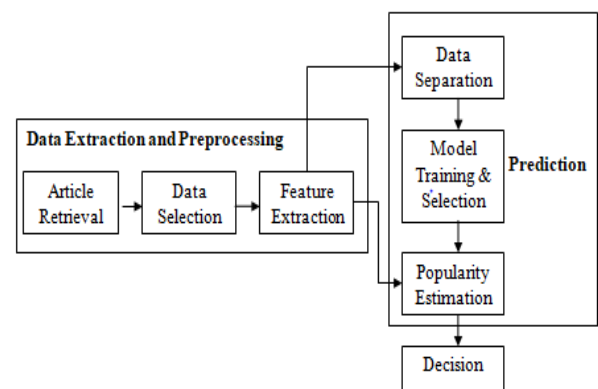 Data
Separation
Data Extraction and Preprocessing
Article
Retrieval
Data
Selection
Feature
Extraction
Model
Training &
Selection
Prediction
Popularity
Estimation
Decision